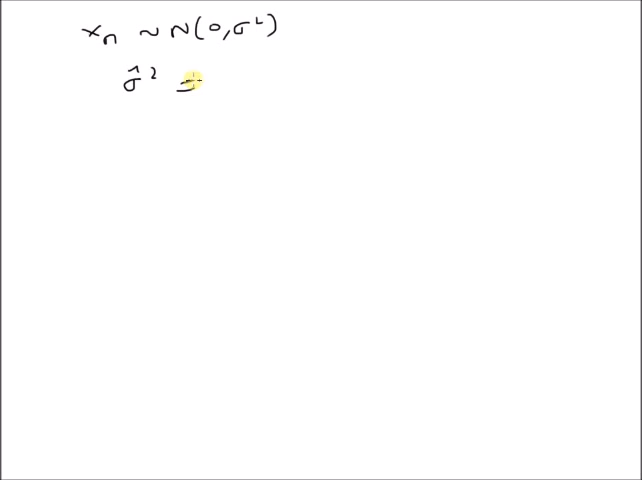 xₙ ~ N(0,σ²)
σ̂² =